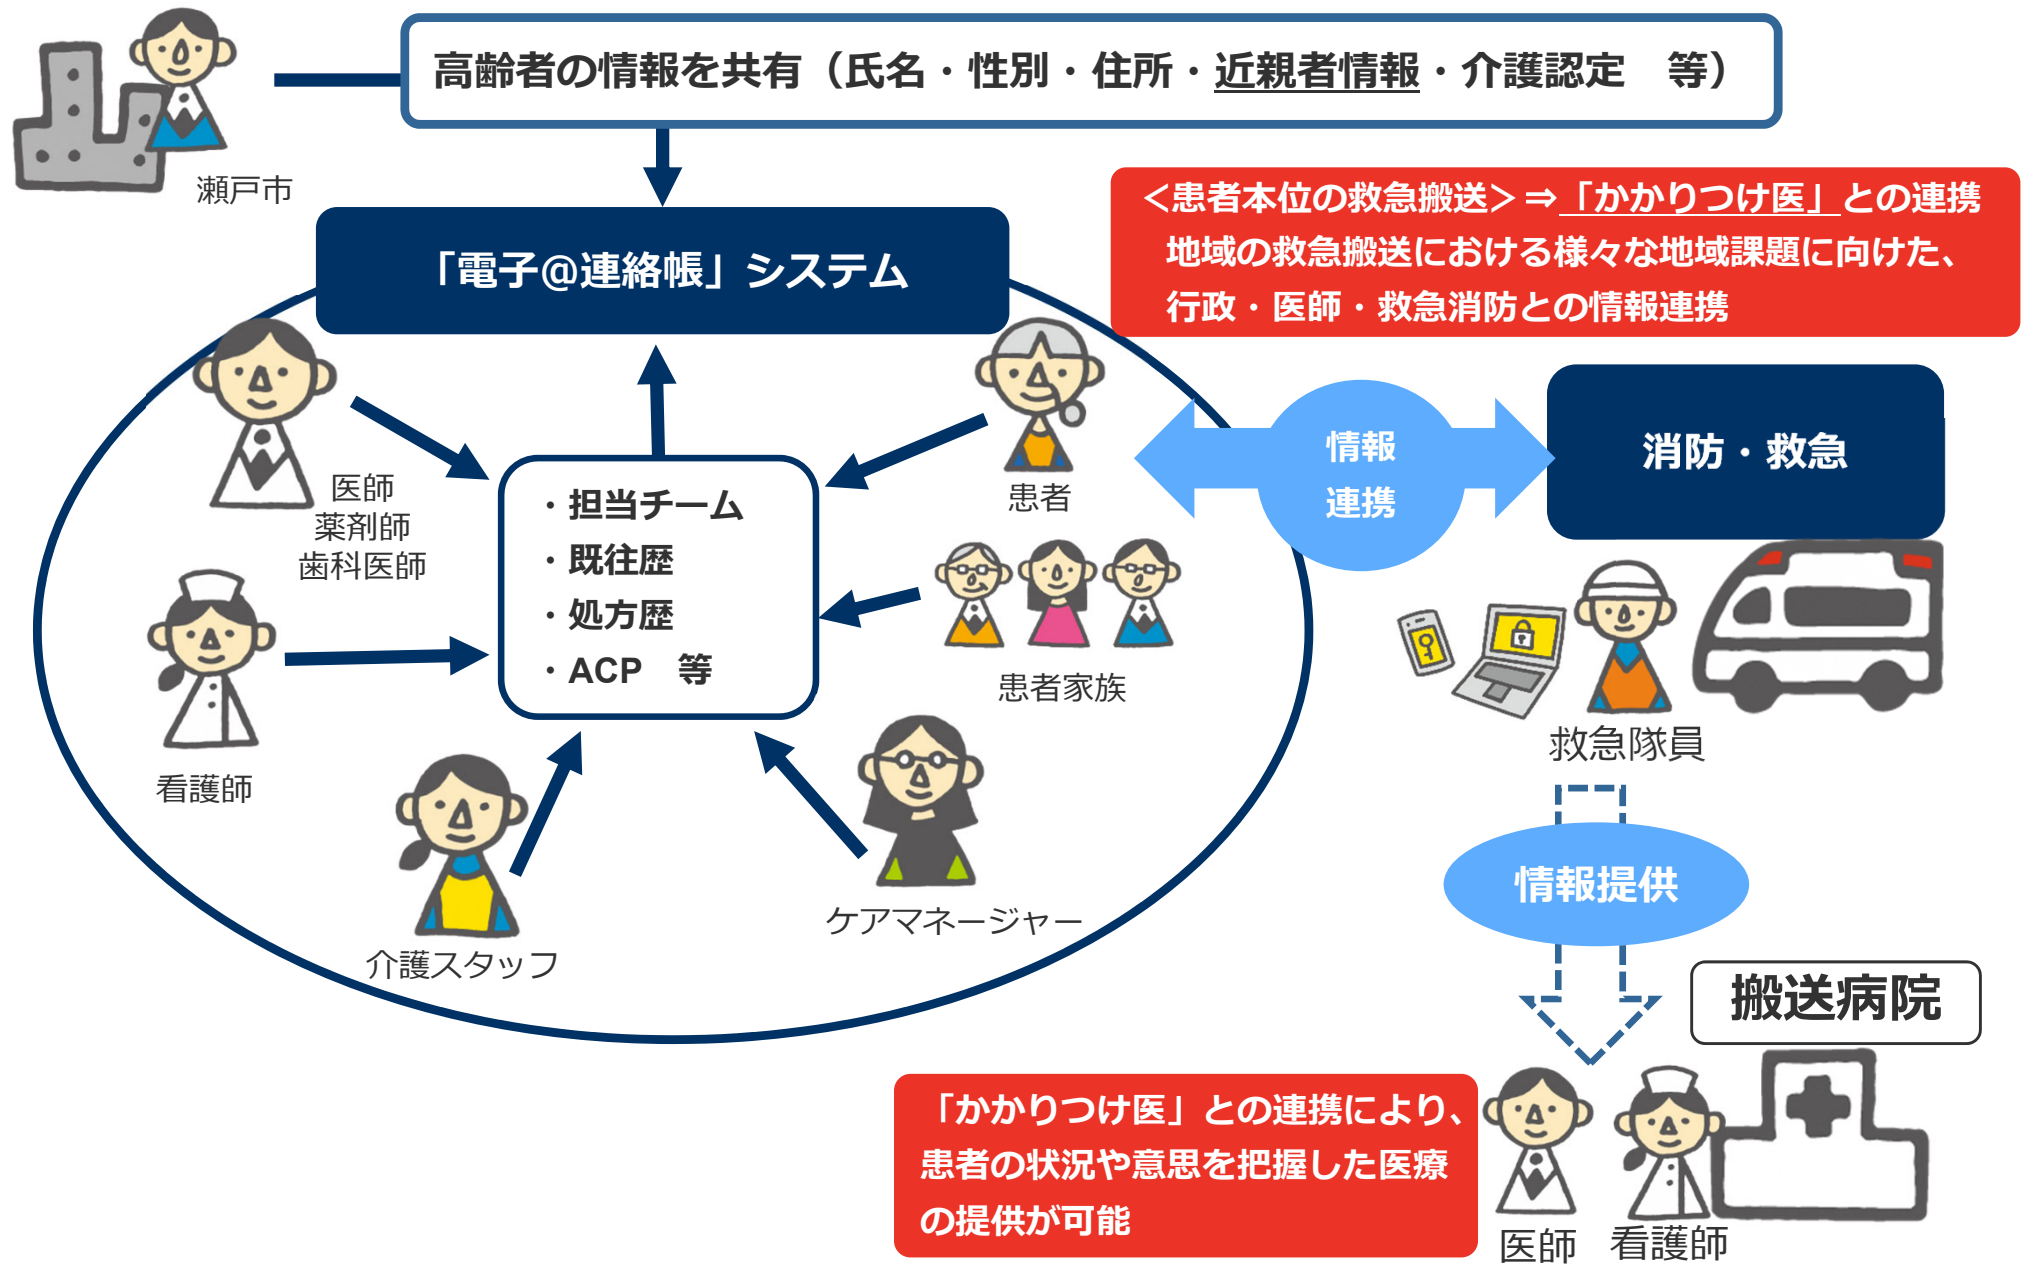 高齢者の情報を共有（氏名・性別・住所・近親者情報・介護認定　等）
瀬戸市
「電子@連絡帳」システム
＜患者本位の救急搬送＞⇒「かかりつけ医」との連携
地域の救急搬送における様々な地域課題に向けた、
行政・医師・救急消防との情報連携
医師
薬剤師
歯科医師
・担当チーム
・既往歴
・処方歴
・ACP　等
患者
患者家族
看護師
介護スタッフ
ケアマネージャー
情報
連携
消防・救急
救急隊員
情報提供
搬送病院
「かかりつけ医」との連携により、
患者の状況や意思を把握した医療
の提供が可能
医師
看護師